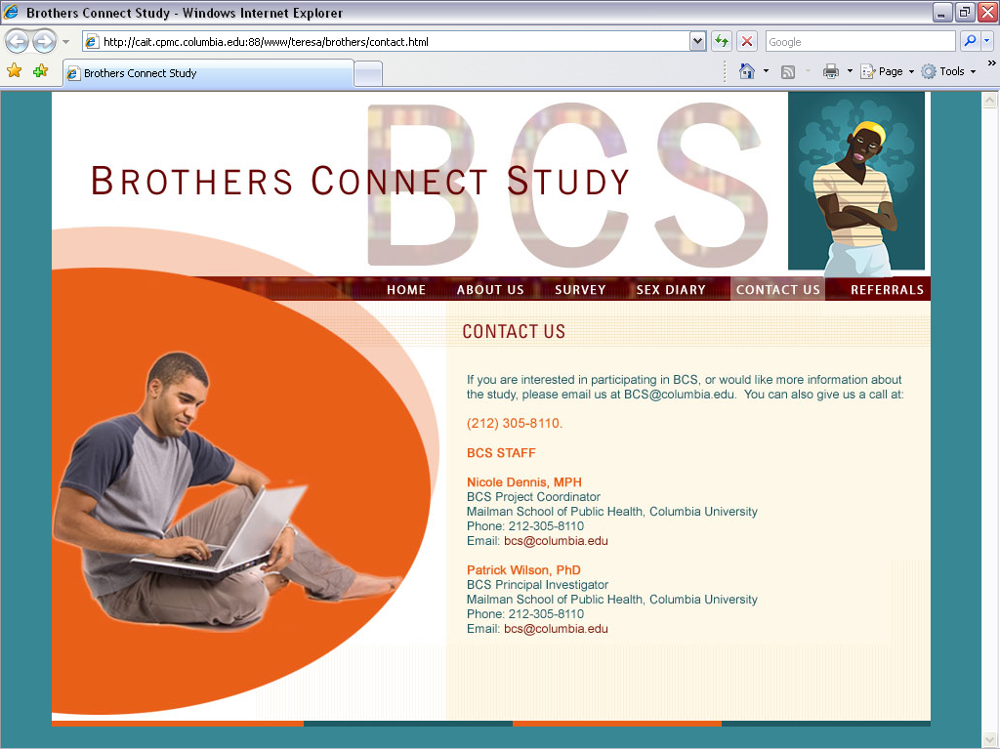 Brothers Connect Study - Windows Internet Explorer
http://cait.cpmc.columbia.edu:88/www/teresa/brothers/contact.html
Google
Brothers Connect Study
Page
Tools
BCS
BROTHERS CONNECT STUDY
HOME ABOUT US SURVEY SEX DIARY CONTACT US REFERRALS
CONTACT US
If you are interested in participating in BCS, or would like more information about
the study, please email us at BCS@columbia.edu. You can also give us a call at:
(212) 305-8110.
BCS STAFF
Nicole Dennis, MPH
BCS Project Coordinator
Mailman School of Public Health, Columbia University
Phone: 212-305-8110
Email: bcs@columbia.edu
Patrick Wilson, PhD
BCS Principal Investigator
Mailman School of Public Health, Columbia University
Phone: 212-305-8110
Email: bcs@columbia.edu